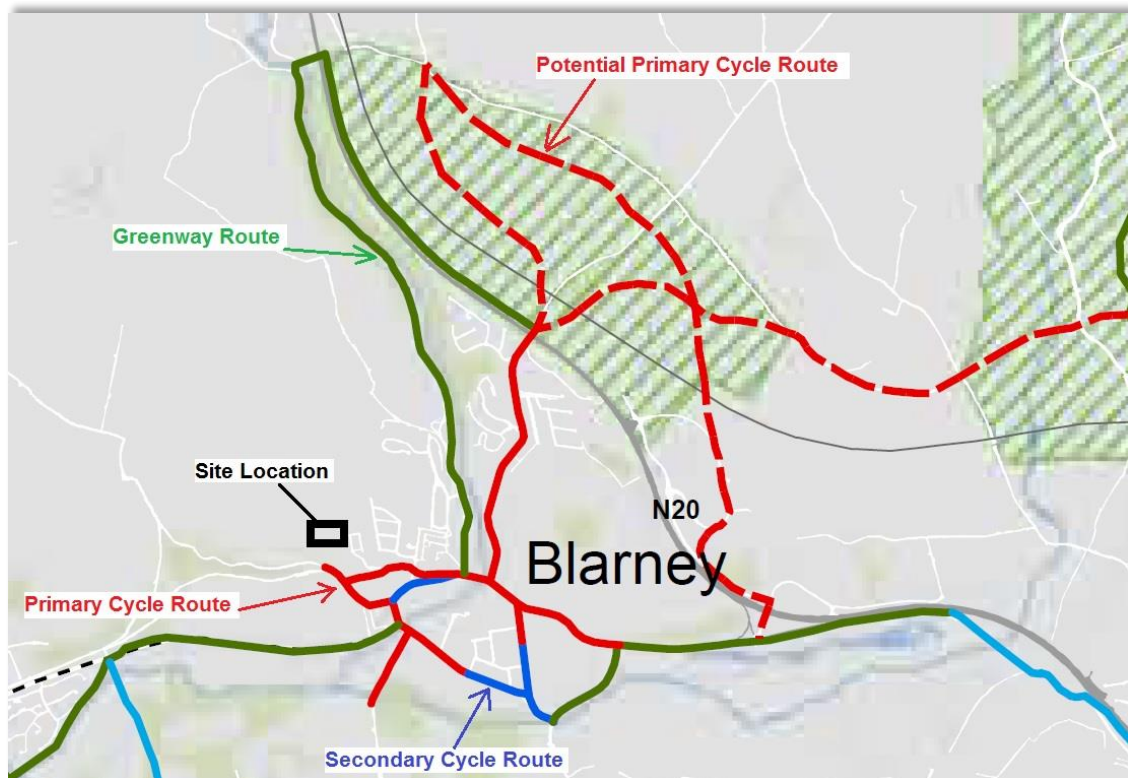 Potential Primary Cycle Route
Greenway Route
Site Location
N20
Blarney
Primary Cycle Route
Secondary Cycle Route